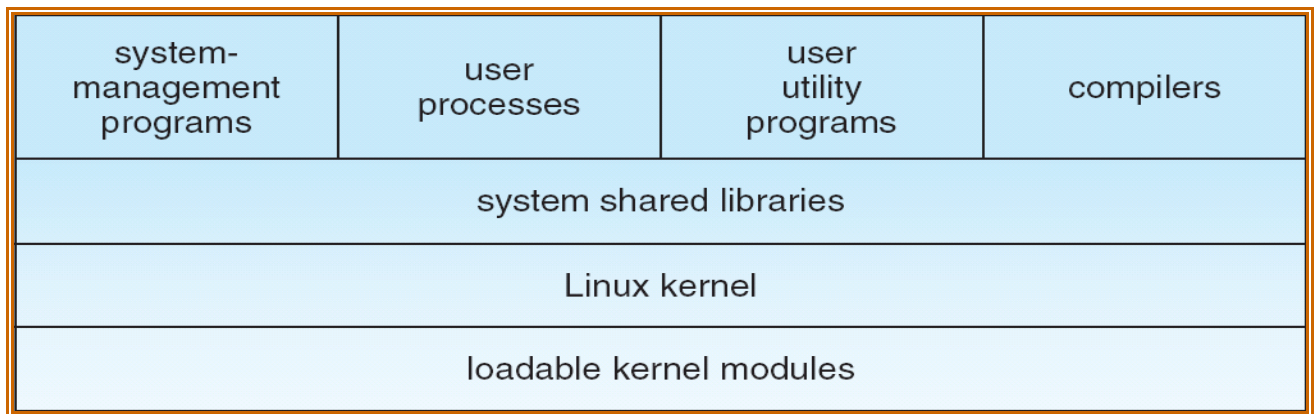 system-
management
programs
user
processes
user
utility
programs
compilers
system shared libraries
Linux kernel
loadable kernel modules